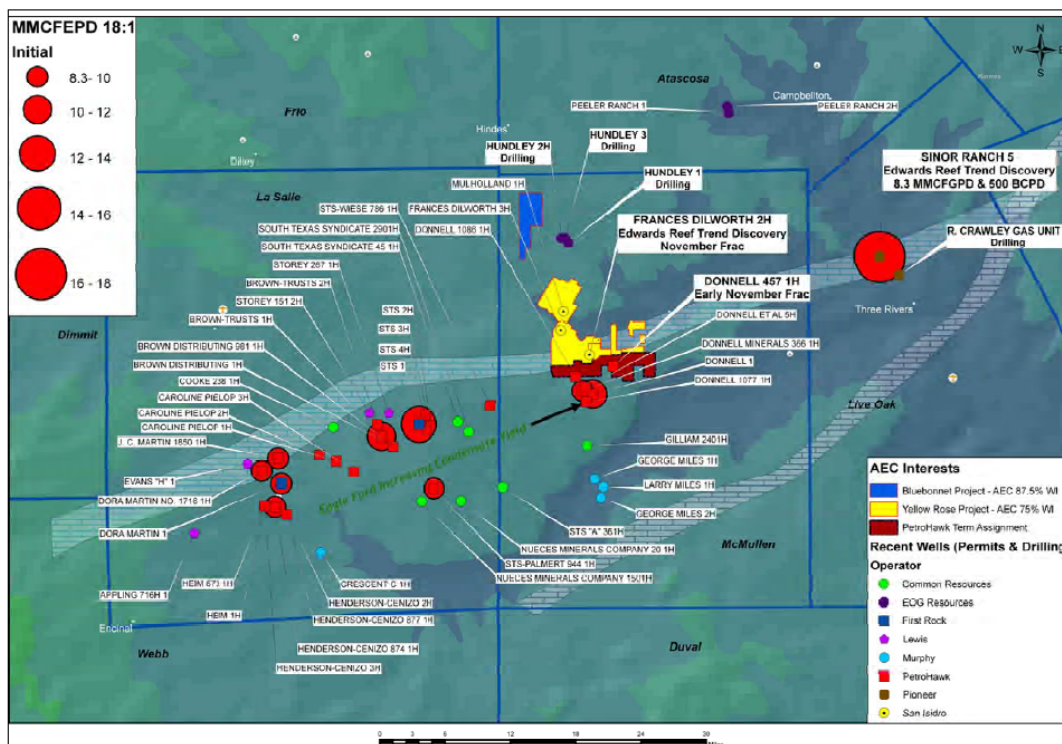 MMCFEPD 18:1
Initial
8.3- 10
10 - 12
12 - 14
14 - 16
16 - 18
N
W
S
Frio
Atascosa
Campbellton
Karnes
PEELER RANCH 1
PEELER RANCH 2H
Hindes
Dilley
HUNDLEY 2H
Drilling
HUNDLEY 3
Drilling
HUNDLEY 1
Drilling
SINOR RANCH 5
Edwards Reef Trend Discovery
8.3 MMCFGPD & 500 BCPD
La Salle
MULHOLLAND 1H
STS-WIESE 786 1H
FRANCES DILWORTH 3H
SOUTH TEXAS SYNDICATE 2901H
DONNELL 1086 1H
SOUTH TEXAS SYNDICATE 45 1H
FRANCES DILWORTH 2H
Edwards Reef Trend Discovery
November Frac
R. CRAWLEY GAS UNIT
Drilling
STOREY 267 1H
BROWN-TRUSTS 2H
STOREY 151 2H
BROWN-TRUSTS 1H
STS 2H
STS 3H
STS 4H
STS 1
DONNELL 457 1H
Early November Frac
Three Rivers
Dimmit
DONNELL ET AL 5H
BROWN DISTRIBUTING 981 1H
DONNELL MINERALS 366 1H
BROWN DISTRIBUTING 1H
DONNELL 1
COOKE 238 1H
DONNELL 1077 1H
CAROLINE PIELOP 3H
CAROLINE PIELOP 2H
CAROLINE PIELOP 1H
Live Oak
J. C. MARTIN 1850 1H
Eagle Ford Increasing Condensate Yield
GILLIAM 2401H
EVANS "H" 1
GEORGE MILES 1H
DORA MARTIN NO. 1716 1H
LARRY MILES 1H
GEORGE MILES 2H
DORA MARTIN 1
STS "A" 361H
McMullen
NUECES MINERALS COMPANY 20 1H
STS-PALMERT 944 1H
HEIM 673 1H
CRESCENT C 1H
NUECES MINERALS COMPANY 1501H
APPLING 716H 1
HENDERSON-CENIZO 2H
HEIM 1H
HENDERSON-CENIZO 877 1H
Encinal
Webb
HENDERSON-CENIZO 874 1H
Duval
HENDERSON-CENIZO 3H
AEC Interests
Bluebonnet Project - AEC 87.5% WI
Yellow Rose Project - AEC 75% WI
PetroHawk Term Assignment
Recent Wells (Permits & Drilling
Operator
Common Resources
EOG Resources
First Rock
Lewis
Murphy
PetroHawk
Pioneer
San Isidro
0 3 6 12 18 24 30